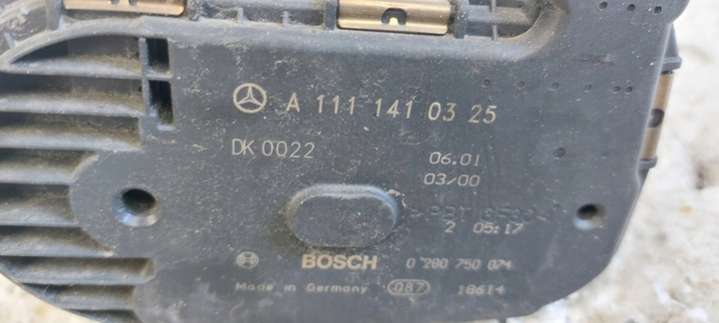 A 111 141 03 25
DK 0022
06.01
03/00
2 05:17
BOSCH 0 280 750 074
Made in Germany 087 18614